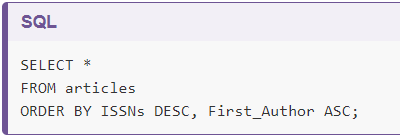 SQL
SELECT *
FROM articles
ORDER BY ISSNs DESC, First_Author ASC;